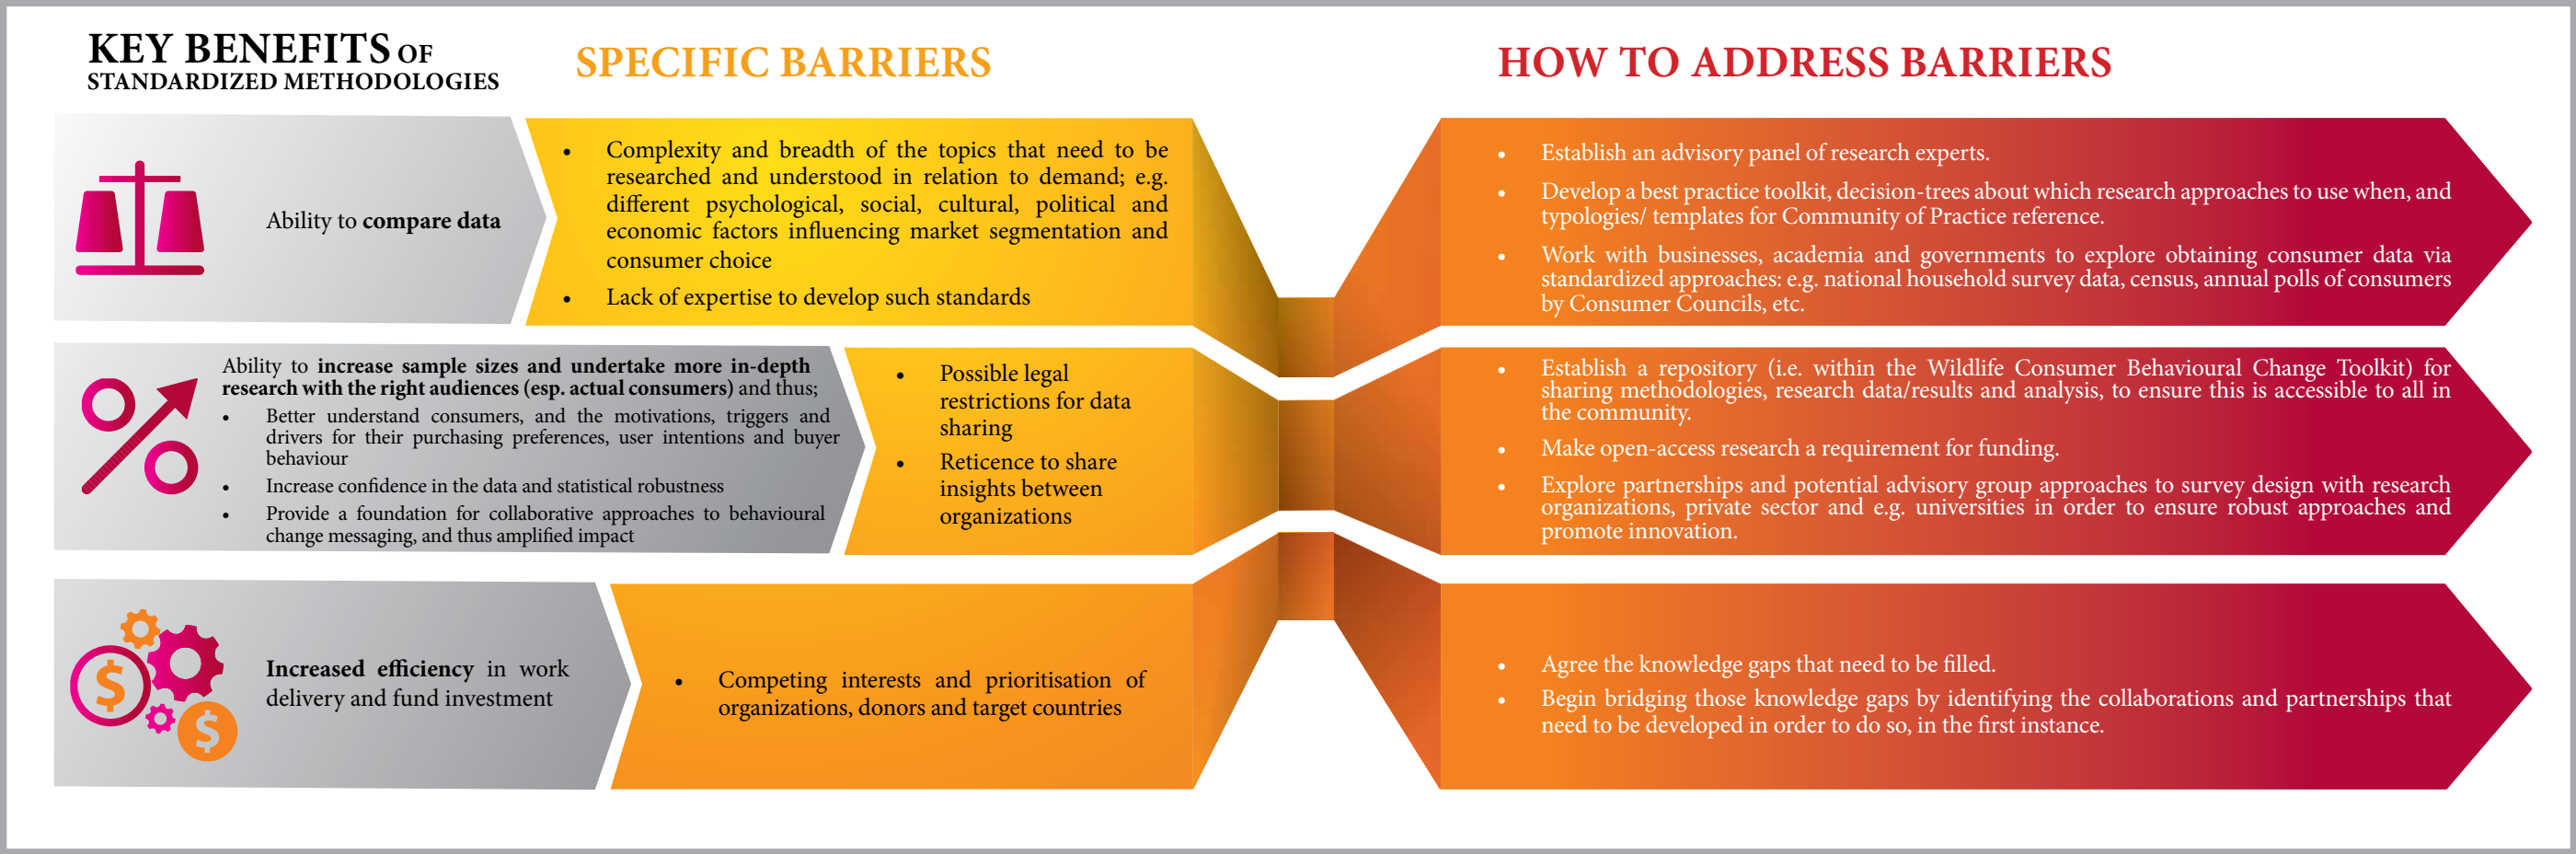 KEY BENEFITS OF
STANDARDIZED METHODOLOGIES
SPECIFIC BARRIERS
HOW TO ADDRESS BARRIERS
Ability to compare data
• Complexity and breadth of the topics that need to be
researched and understood in relation to demand; e.g.
different psychological, social, cultural, political and
economic factors influencing market segmentation and
consumer choice
• Lack of expertise to develop such standards
• Establish an advisory panel of research experts.
• Develop a best practice toolkit, decision-trees about which research approaches to use when, and
typologies/ templates for Community of Practice reference.
• Work with businesses, academia and governments to explore obtaining consumer data via
standardized approaches: e.g. national household survey data, census, annual polls of consumers
by Consumer Councils, etc.
Ability to increase sample sizes and undertake more in-depth
research with the right audiences (esp. actual consumers) and thus;
• Better understand consumers, and the motivations, triggers and
drivers for their purchasing preferences, user intentions and buyer
behaviour
• Increase confidence in the data and statistical robustness
• Provide a foundation for collaborative approaches to behavioural
change messaging, and thus amplified impact
• Possible legal
restrictions for data
sharing
• Reticence to share
insights between
organizations
• Establish a repository (i.e. within the Wildlife Consumer Behavioural Change Toolkit) for
sharing methodologies, research data/results and analysis, to ensure this is accessible to all in
the community.
• Make open-access research a requirement for funding.
• Explore partnerships and potential advisory group approaches to survey design with research
organizations, private sector and e.g. universities in order to ensure robust approaches and
promote innovation.
$
$
Increased efficiency in work
delivery and fund investment
• Competing interests and prioritisation of
organizations, donors and target countries
• Agree the knowledge gaps that need to be filled.
• Begin bridging those knowledge gaps by identifying the collaborations and partnerships that
need to be developed in order to do so, in the first instance.